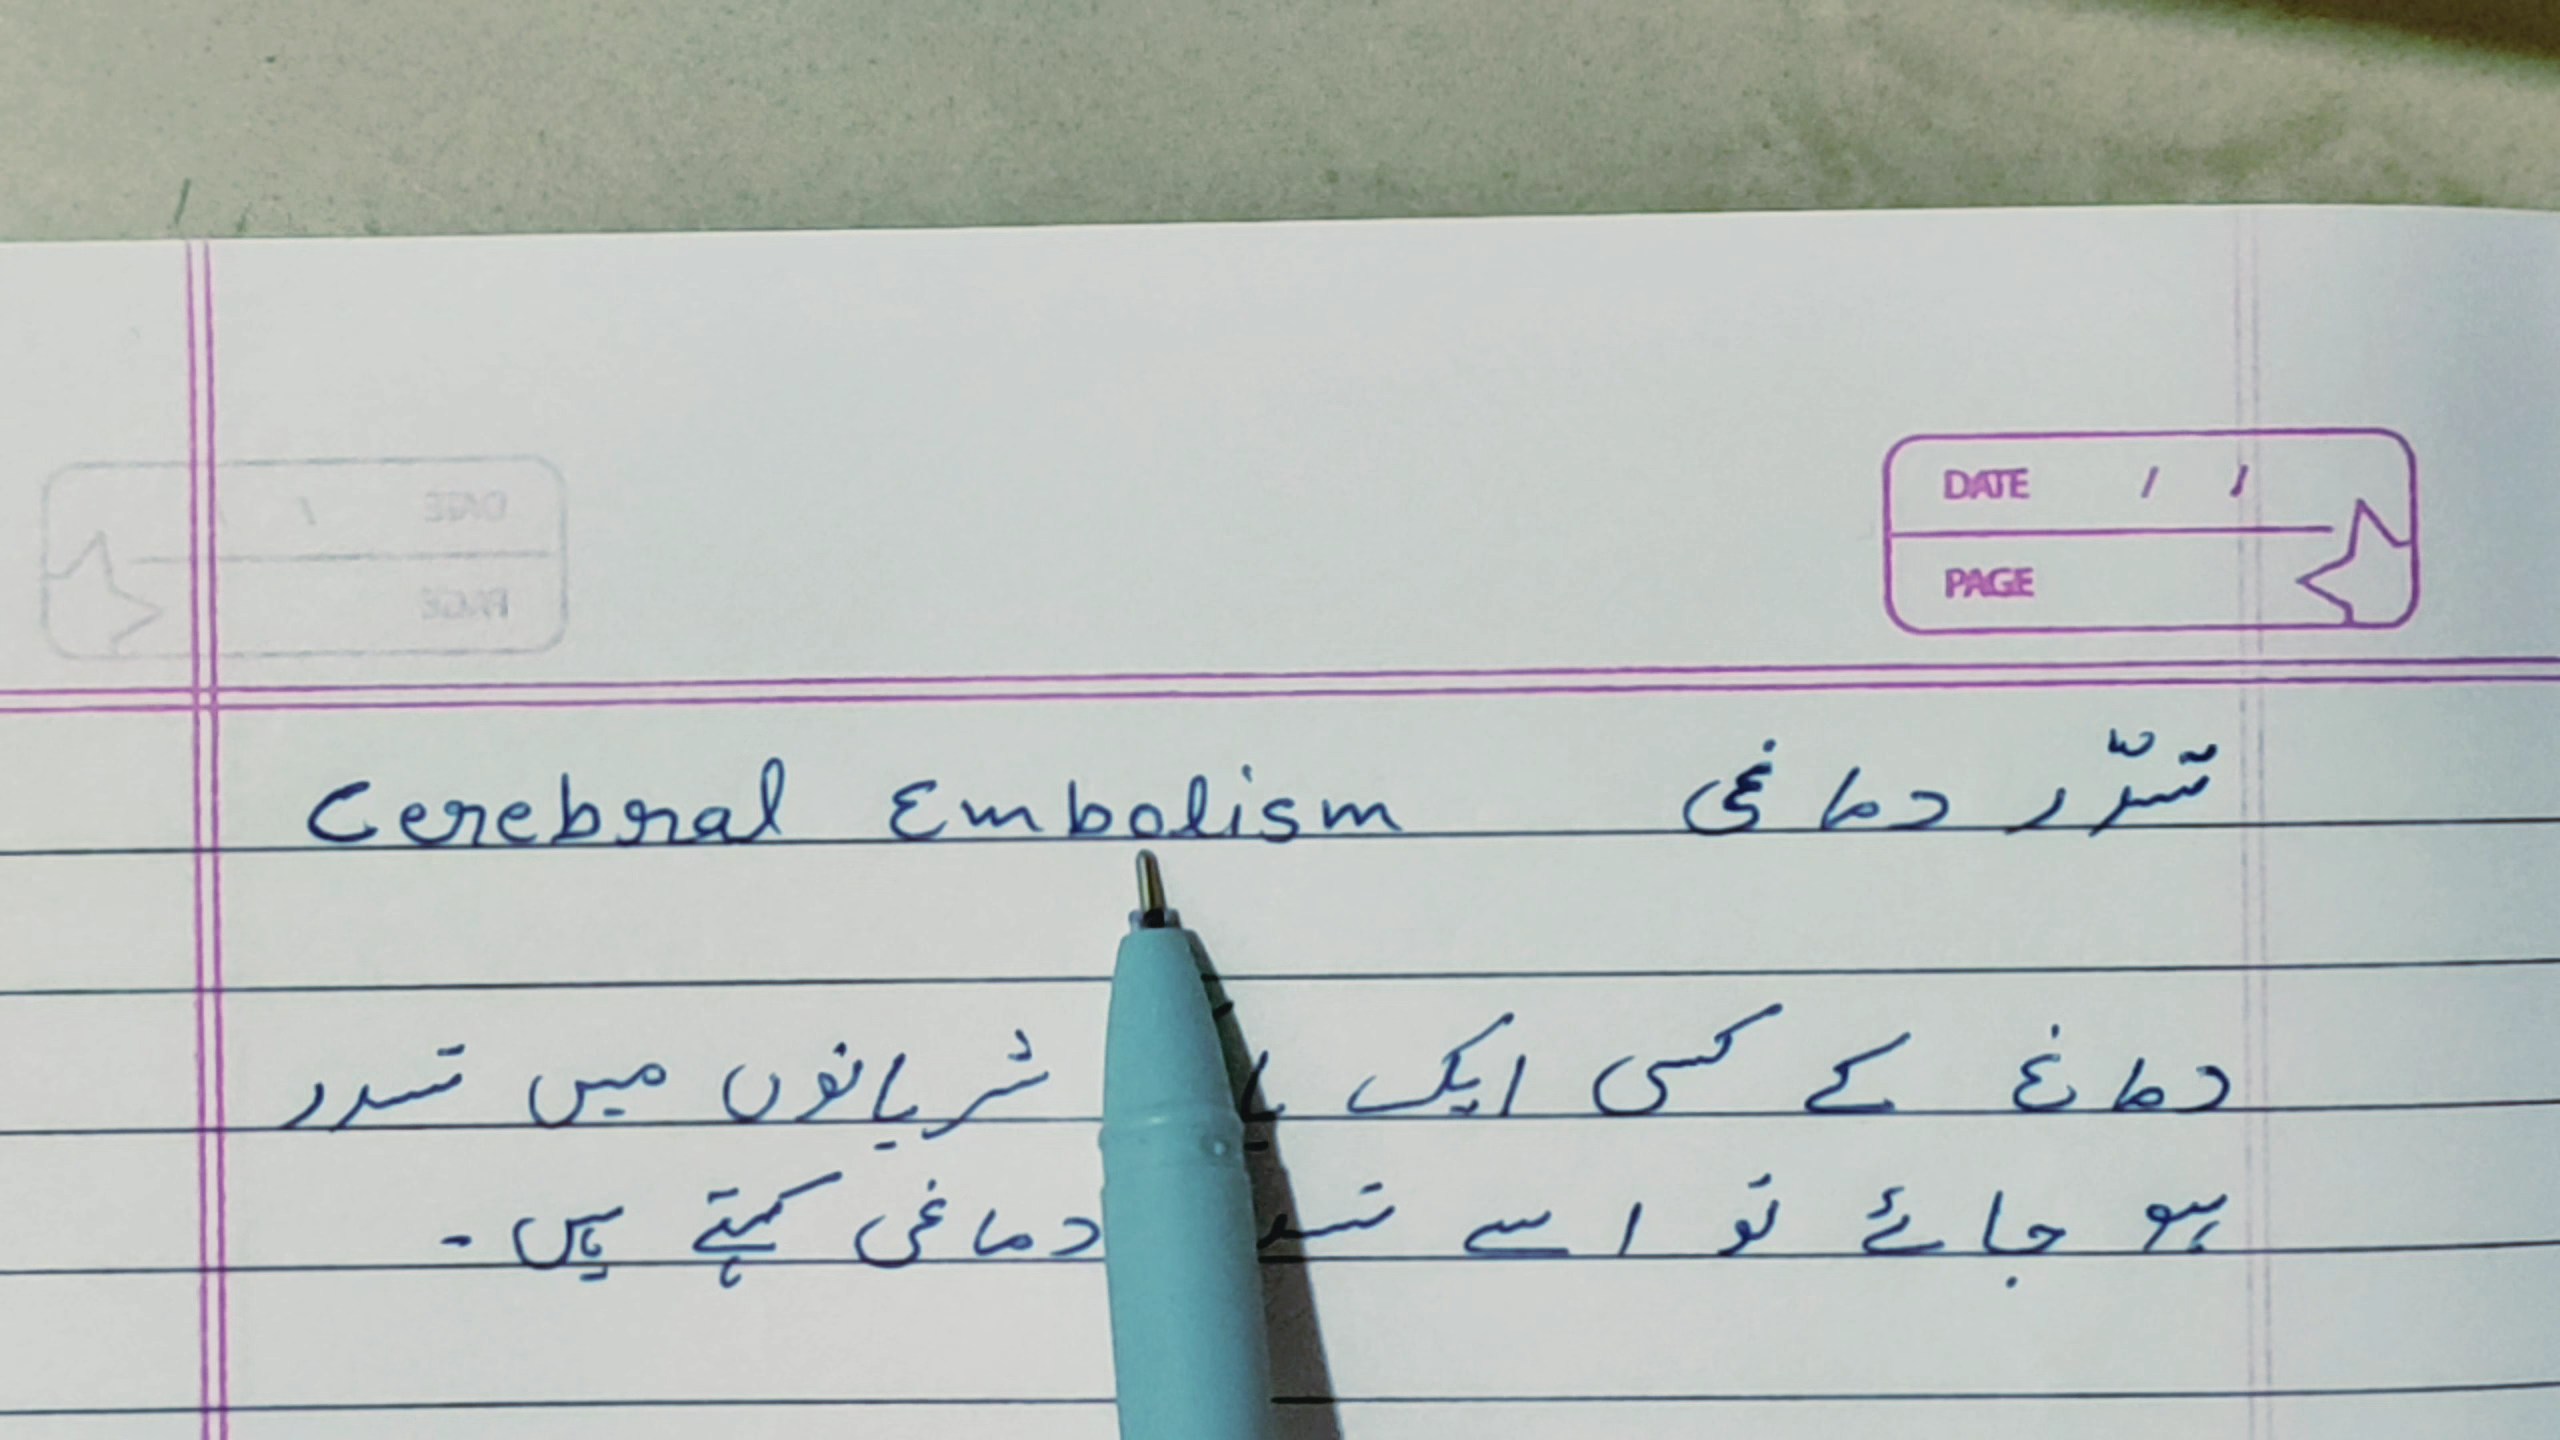 DATE / /
PAGE
تسدّد دماغی Cerebral Embolism
دماغ کے کسی ایک یا شریانوں میں تسدد
ہو جائے تو اسے دماغی کہتے ہیں۔